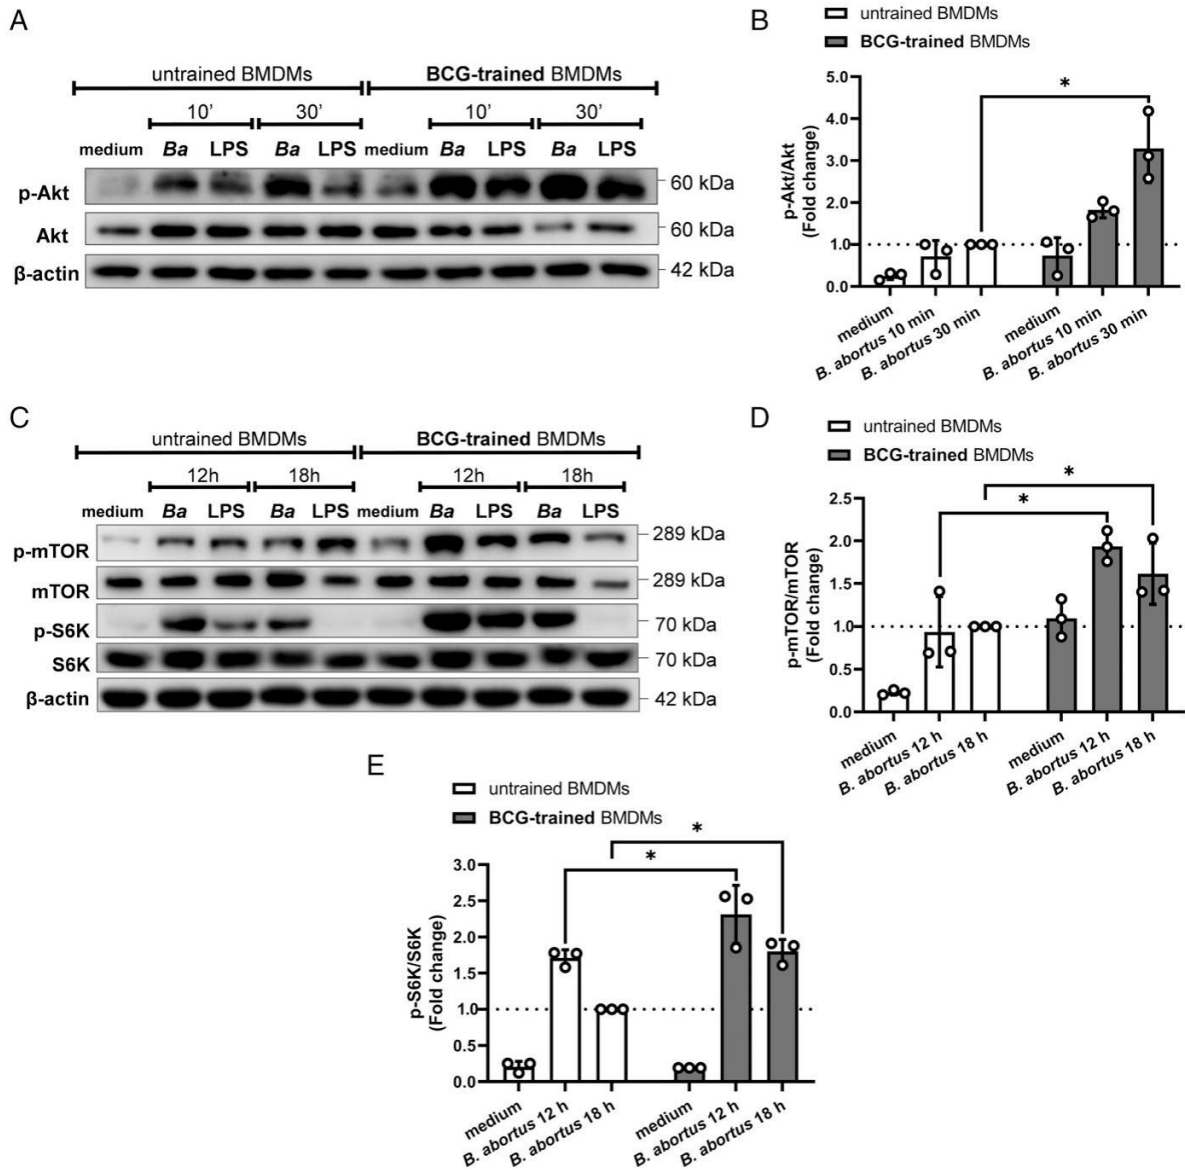 A
untrained BMDMs BCG-trained BMDMs
10' 30' 10' 30'
medium Ba LPS Ba LPS medium Ba LPS Ba LPS
p-Akt 60 kDa
Akt 60 kDa
β-actin 42 kDa
B
untrained BMDMs
BCG-trained BMDMs
p-Akt/Akt
(Fold change)
5.0
4.0
3.0
2.0
1.0
0.0
*
medium
B. abortus 10 min
B. abortus 30 min
medium
B. abortus 10 min
B. abortus 30 min
C
untrained BMDMs BCG-trained BMDMs
12h 18h 12h 18h
medium Ba LPS Ba LPS medium Ba LPS Ba LPS
p-mTOR 289 kDa
mTOR 289 kDa
p-S6K 70 kDa
S6K 70 kDa
β-actin 42 kDa
D
untrained BMDMs
BCG-trained BMDMs
p-mTOR/mTOR
(Fold change)
2.5
2.0
1.5
1.0
0.5
0.0
*
*
medium
B. abortus 12 h
B. abortus 18 h
medium
B. abortus 12 h
B. abortus 18 h
E
untrained BMDMs
BCG-trained BMDMs
p-S6K/S6K
(Fold change)
3.0
2.5
2.0
1.5
1.0
0.5
0.0
*
*
medium
B. abortus 12 h
B. abortus 18 h
medium
B. abortus 12 h
B. abortus 18 h